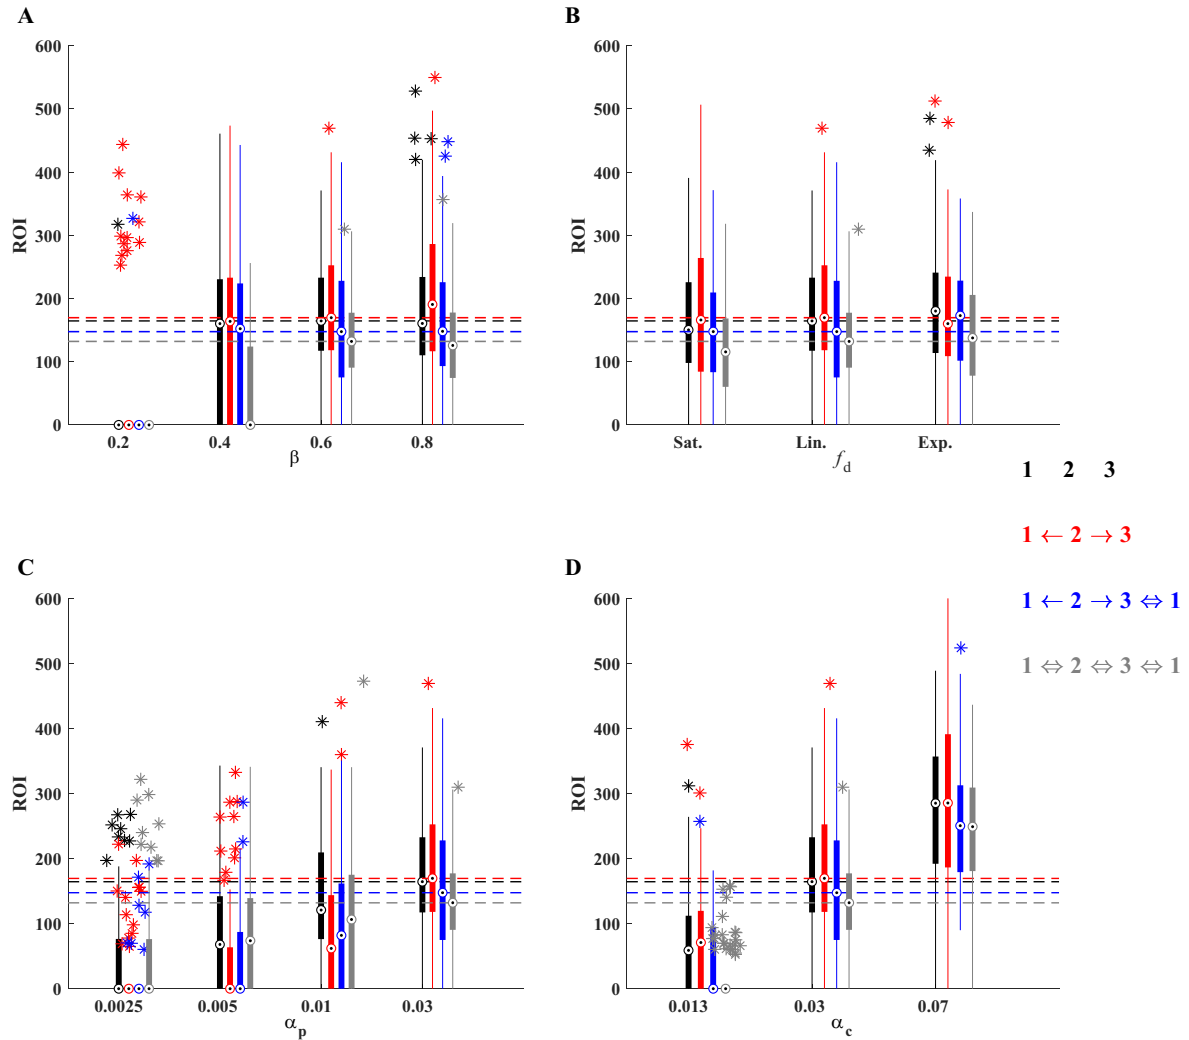 A
ROI
600
500
400
300
200
100
0
0.2 0.4 0.6 0.8
β
B
ROI
600
500
400
300
200
100
0
Sat. Lin. Exp.
f_d
1 2 3
1 ← 2 → 3
1 ← 2 → 3 ⇔ 1
1 ⇔ 2 ⇔ 3 ⇔ 1
C
ROI
600
500
400
300
200
100
0
0.0025 0.005 0.01 0.03
α_p
D
ROI
600
500
400
300
200
100
0
0.013 0.03 0.07
α_c